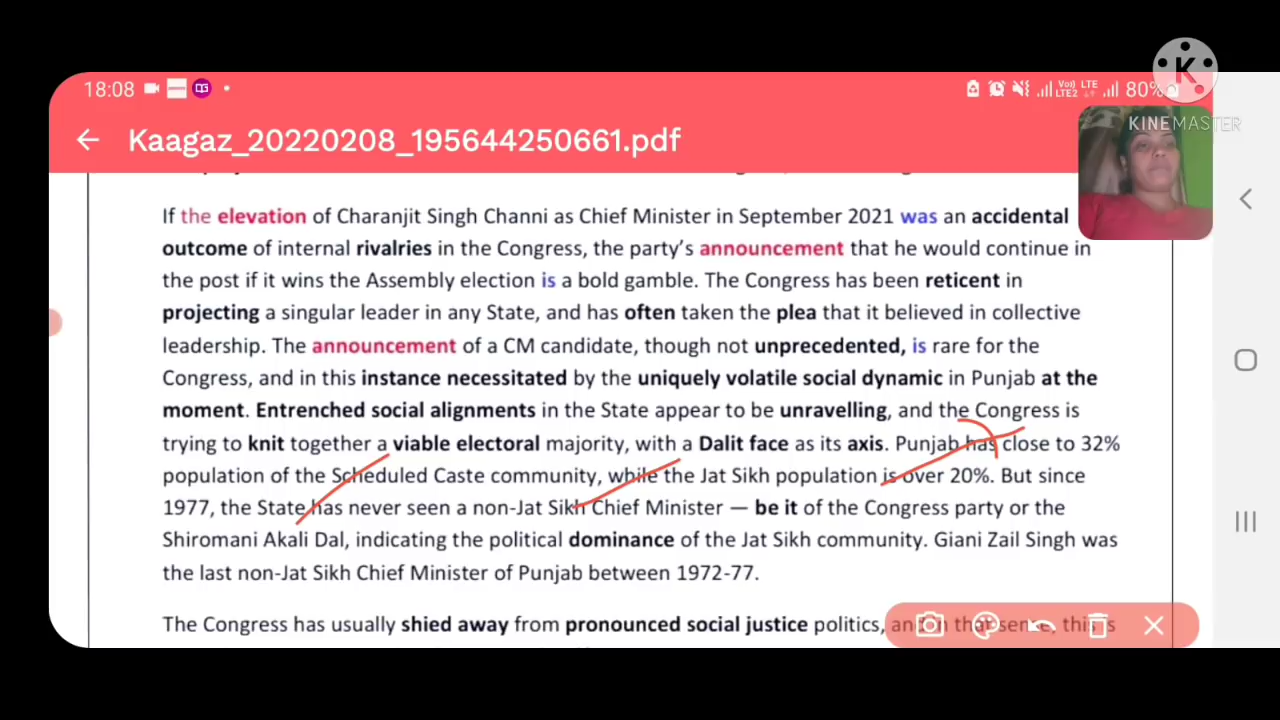 18:08
Vo)) LTE
LTE2
80%
KINEMASTER
Kaagaz_20220208_195644250661.pdf
If the elevation of Charanjit Singh Channi as Chief Minister in September 2021 was an accidental
outcome of internal rivalries in the Congress, the party's announcement that he would continue in
the post if it wins the Assembly election is a bold gamble. The Congress has been reticent in
projecting a singular leader in any State, and has often taken the plea that it believed in collective
leadership. The announcement of a CM candidate, though not unprecedented, is rare for the
Congress, and in this instance necessitated by the uniquely volatile social dynamic in Punjab at the
moment. Entrenched social alignments in the State appear to be unravelling, and the Congress is
trying to knit together a viable electoral majority, with a Dalit face as its axis. Punjab has close to 32%
population of the Scheduled Caste community, while the Jat Sikh population is over 20%. But since
1977, the State has never seen a non-Jat Sikh Chief Minister — be it of the Congress party or the
Shiromani Akali Dal, indicating the political dominance of the Jat Sikh community. Giani Zail Singh was
the last non-Jat Sikh Chief Minister of Punjab between 1972-77.
The Congress has usually shied away from pronounced social justice politics, and in that sense, this is